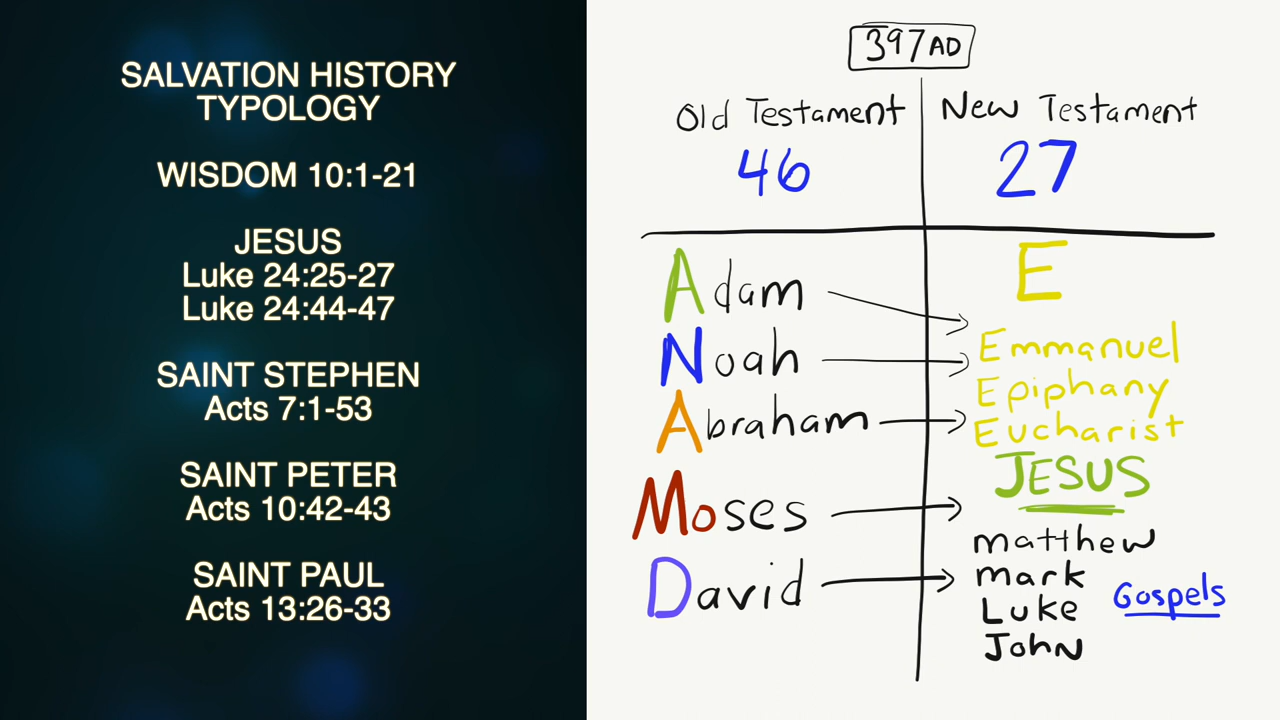 SALVATION HISTORY
TYPOLOGY
WISDOM 10:1-21
JESUS
Luke 24:25-27
Luke 24:44-47
SAINT STEPHEN
Acts 7:1-53
SAINT PETER
Acts 10:42-43
SAINT PAUL
Acts 13:26-33
397 AD
Old Testament
46
Adam
Noah
Abraham
Moses
David
New Testament
27
E
Emmanuel
Epiphany
Eucharist
JESUS
matthew
mark
Luke
John
Gospels